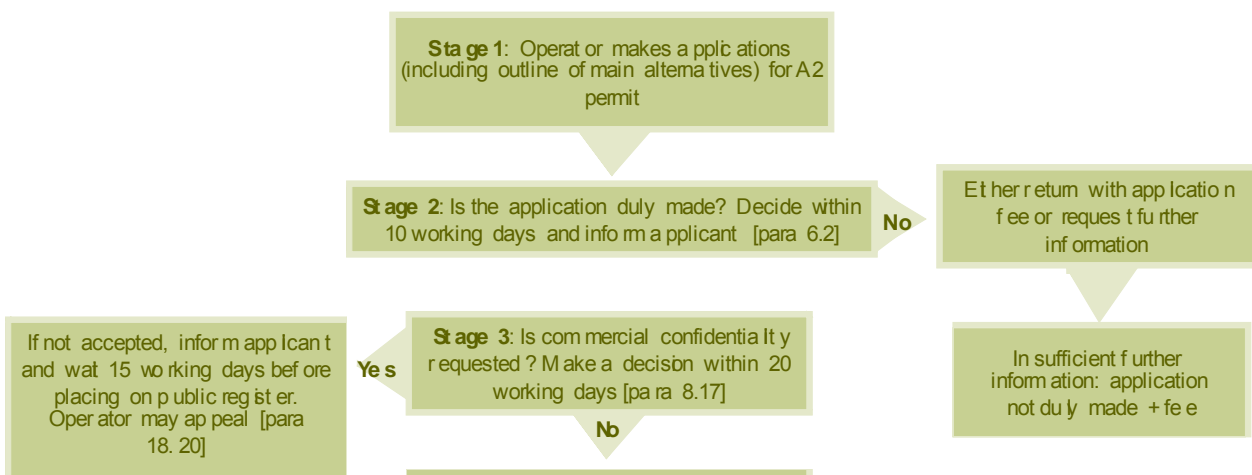 Stage 1: Operator makes applications
(including outline of main alternatives) for A2
permit
Stage 2: Is the application duly made? Decide within
10 working days and inform applicant [para 6.2]
No
Either return with application
fee or request further
information
Stage 3: Is commercial confidentiality
requested? Make a decision within 20
working days [para 8.17]
Yes
If not accepted, inform applicant
and wait 15 working days before
placing on public register.
Operator may appeal [para
18.20]
No
Insufficient further
information: application
not duly made + fee